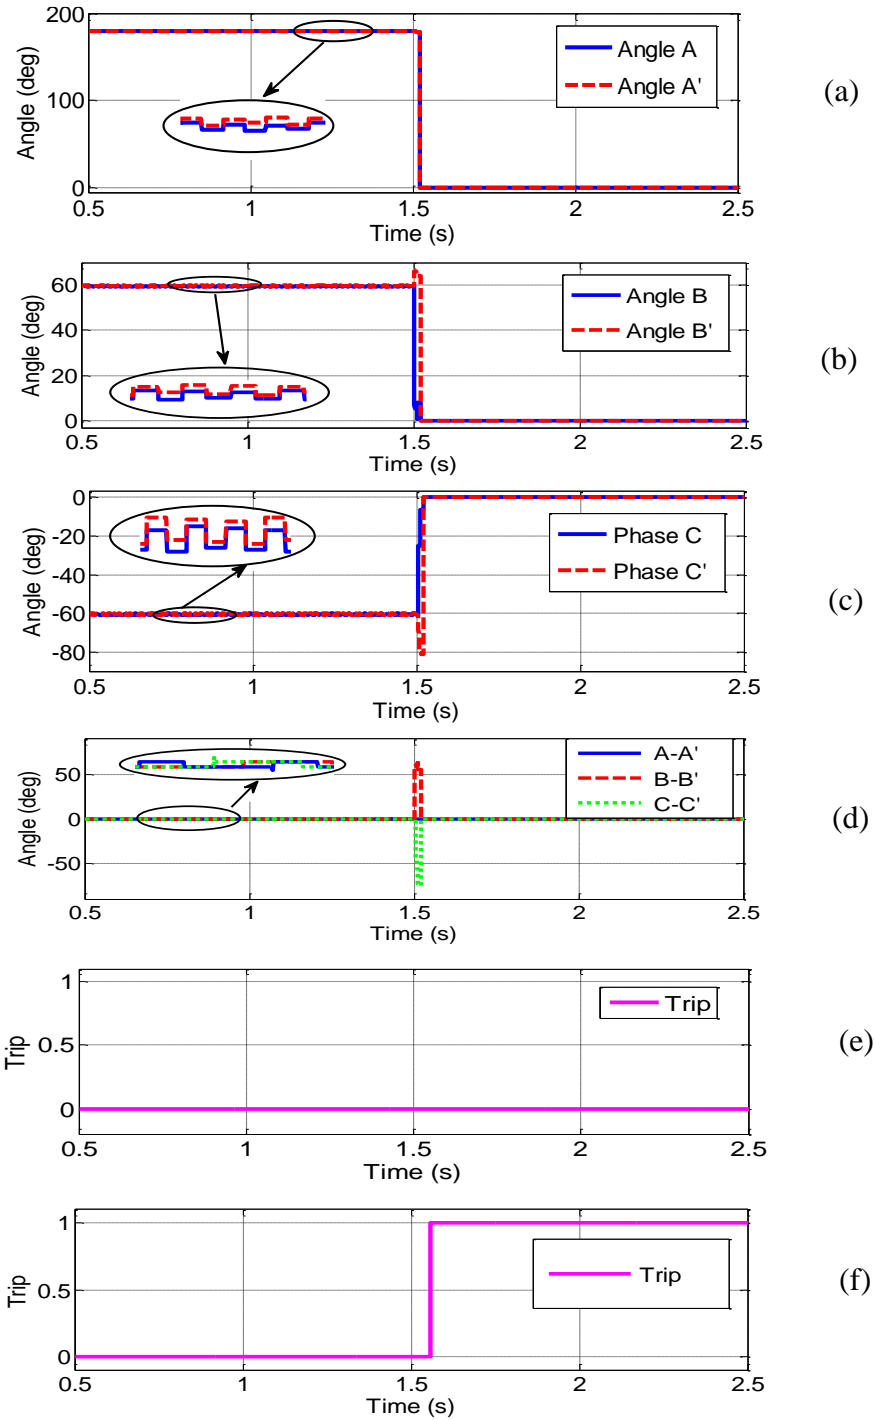 200
100
0
Angle (deg)
Angle A
Angle A'
0.5 1 1.5 2 2.5
Time (s)
(a)
60
40
20
0
Angle (deg)
Angle B
Angle B'
0.5 1 1.5 2 2.5
Time (s)
(b)
0
-20
-40
-60
-80
Angle (deg)
Phase C
Phase C'
0.5 1 1.5 2 2.5
Time (s)
(c)
50
0
-50
Angle (deg)
A-A'
B-B'
C-C'
0.5 1 1.5 2 2.5
Time (s)
(d)
1
0.5
0
Trip
Trip
0.5 1 1.5 2 2.5
Time (s)
(e)
1
0.5
0
Trip
Trip
0.5 1 1.5 2 2.5
Time (s)
(f)